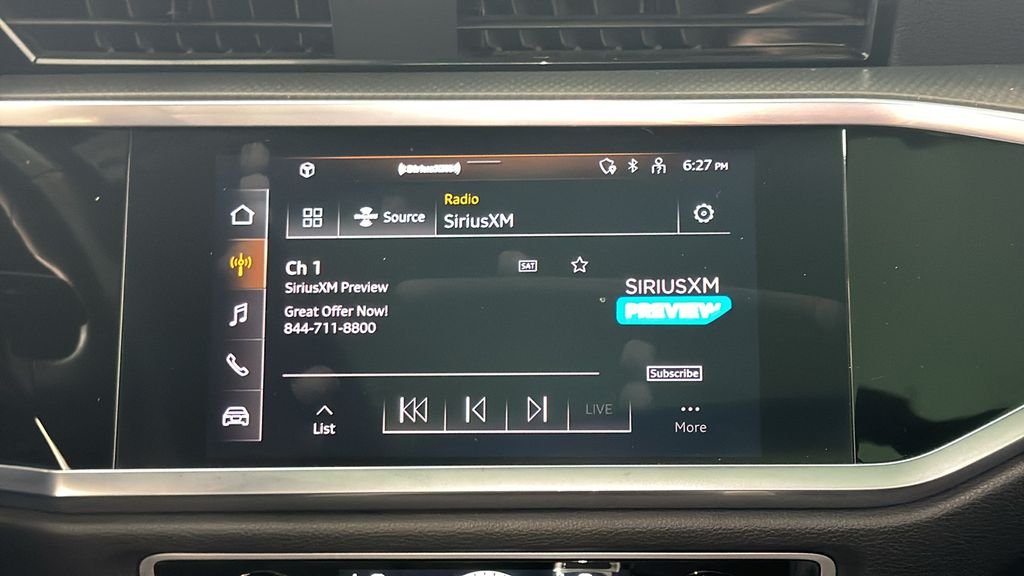 SiriusXM
6:27 PM
Radio
Source
SiriusXM
Ch 1
SAT
SiriusXM Preview
Great Offer Now!
844-711-8800
SIRIUSXM
PREVIEW
Subscribe
LIVE
List
More